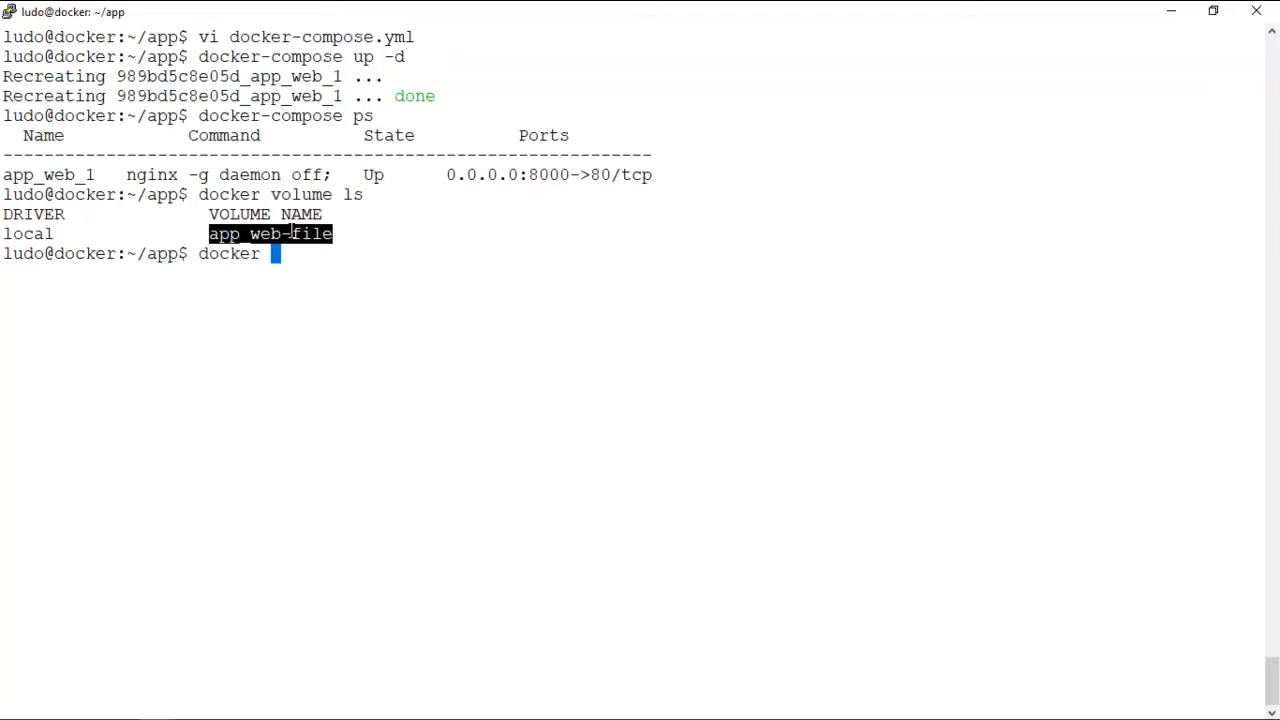 ludo@docker: ~/app
ludo@docker:~/app$ vi docker-compose.yml
ludo@docker:~/app$ docker-compose up -d
Recreating 989bd5c8e05d_app_web_1 ...
Recreating 989bd5c8e05d_app_web_1 ... done
ludo@docker:~/app$ docker-compose ps
Name Command State Ports
---------------------------------------------------------------
app_web_1 nginx -g daemon off; Up 0.0.0.0:8000->80/tcp
ludo@docker:~/app$ docker volume ls
DRIVER VOLUME NAME
local app_web-file
ludo@docker:~/app$ docker